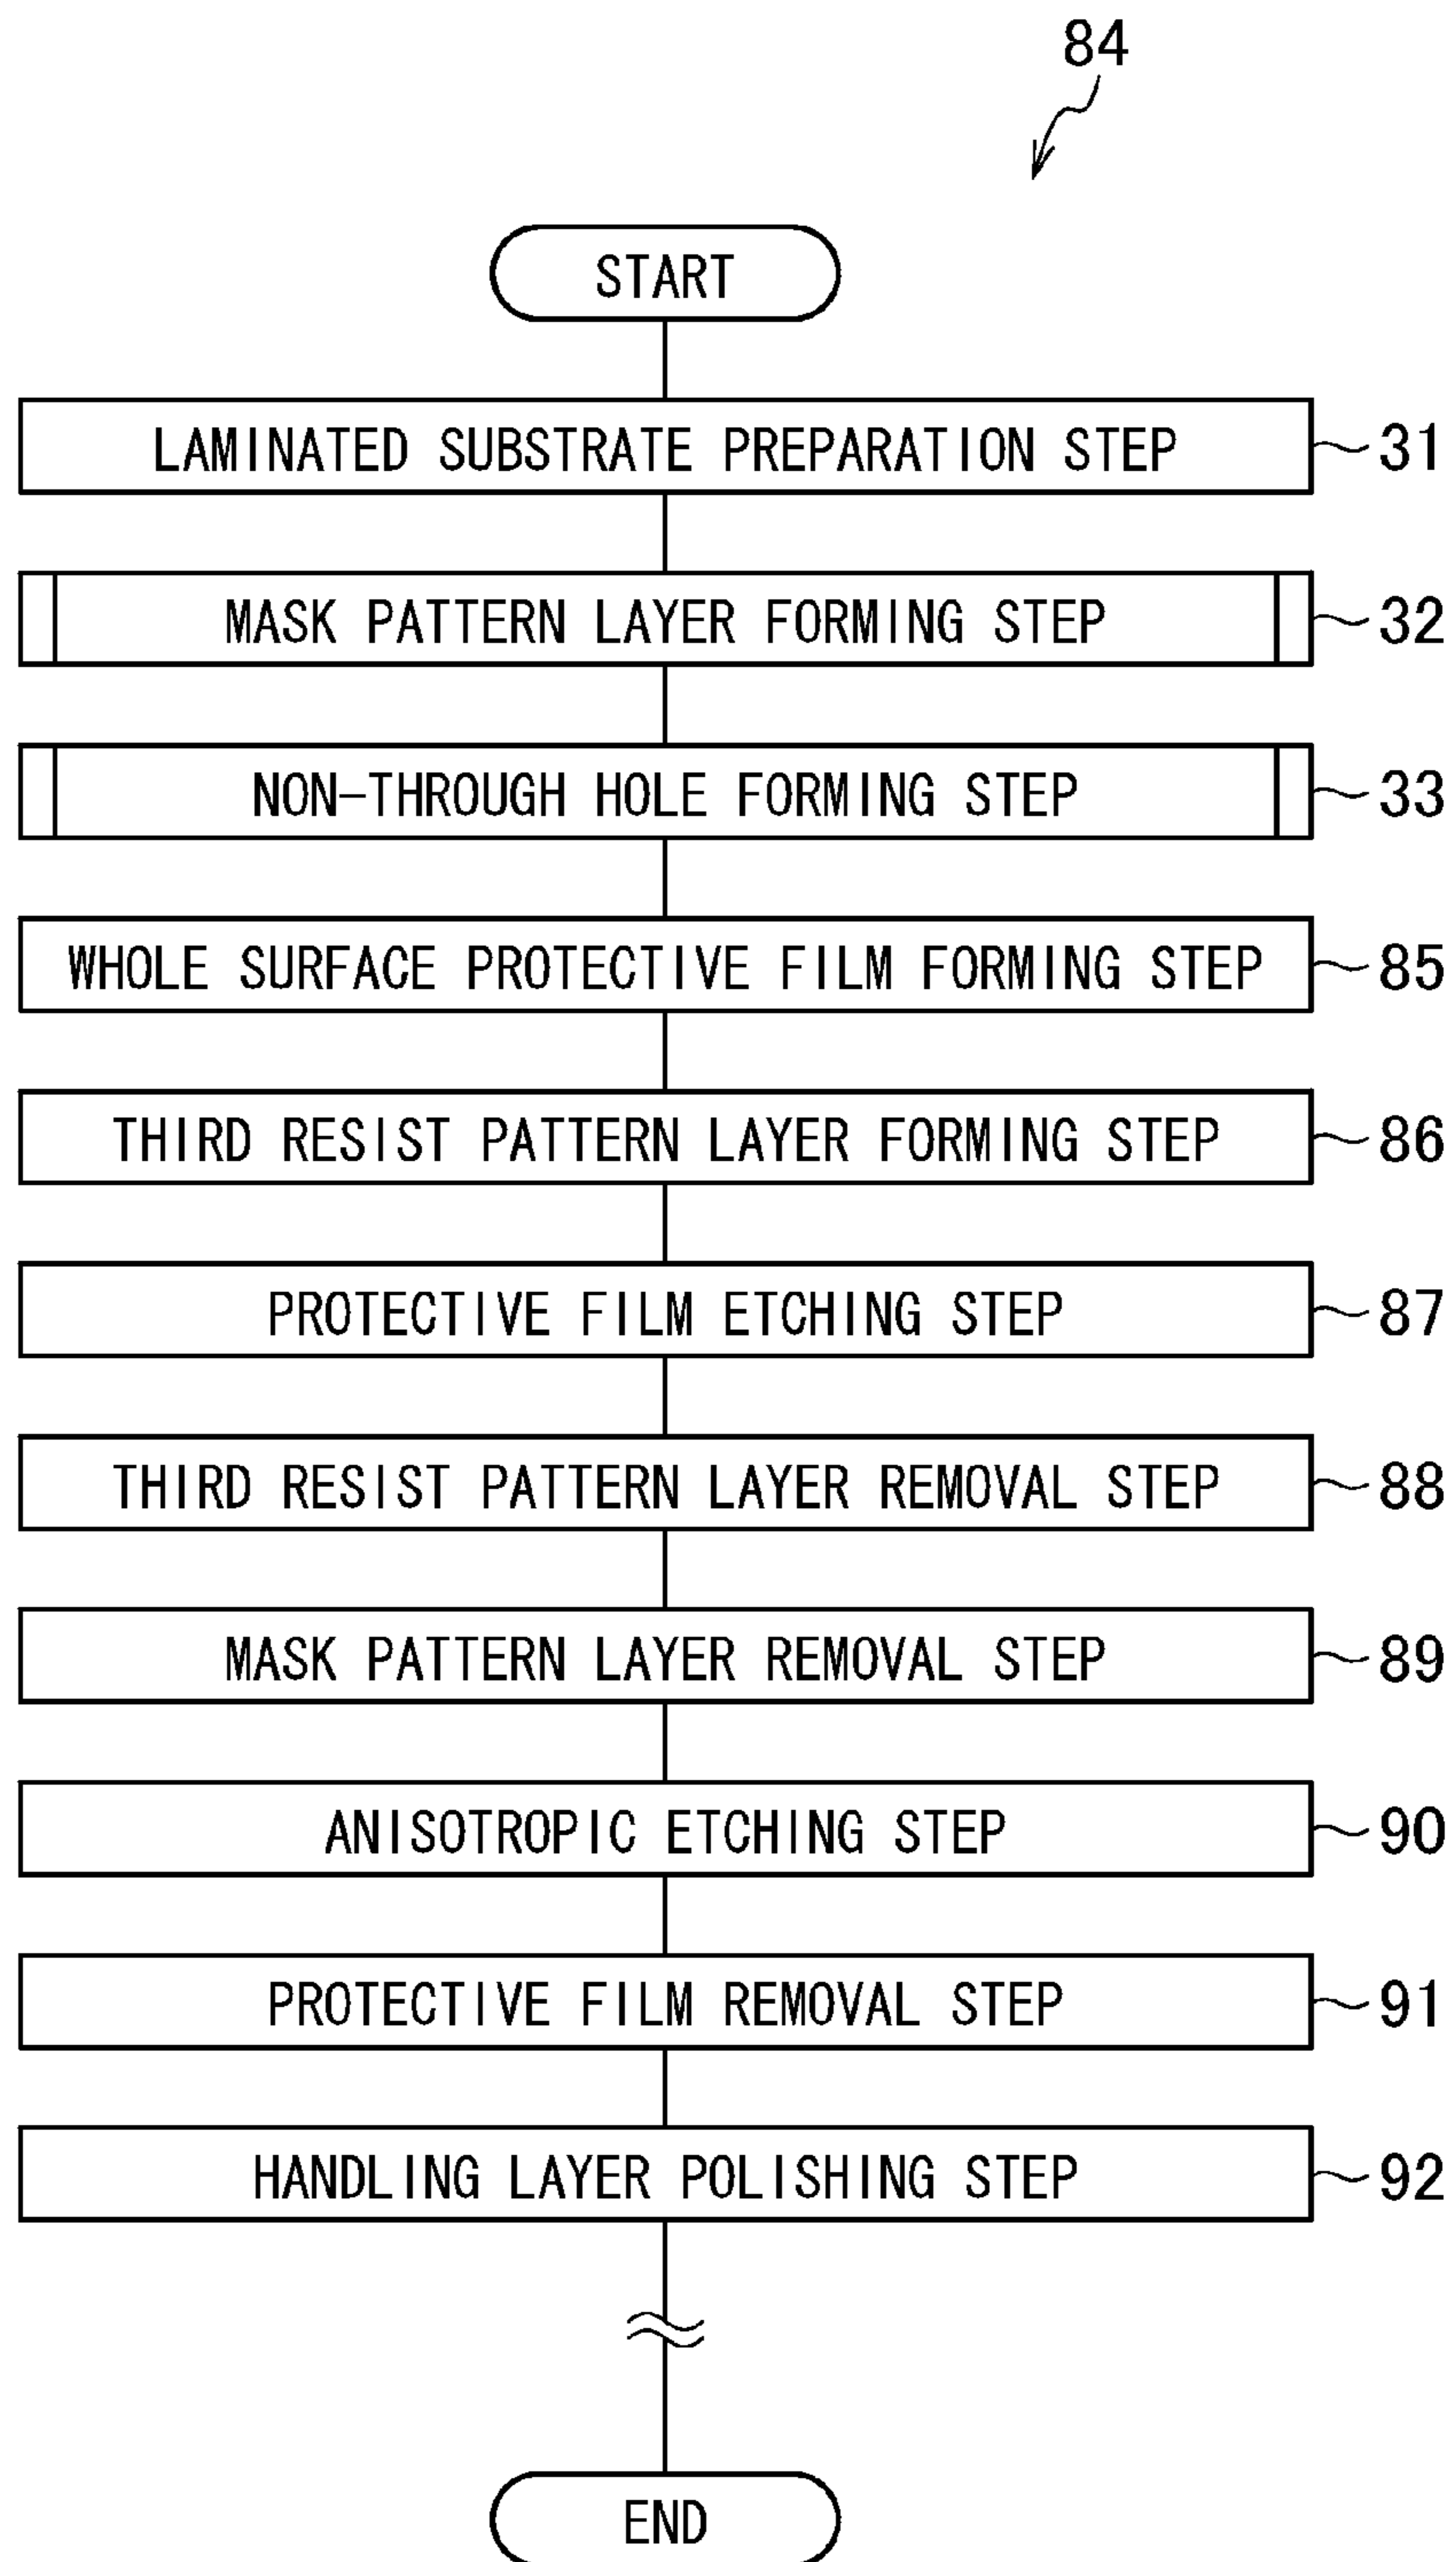 84
START
LAMINATED SUBSTRATE PREPARATION STEP 31
MASK PATTERN LAYER FORMING STEP 32
NON-THROUGH HOLE FORMING STEP 33
WHOLE SURFACE PROTECTIVE FILM FORMING STEP 85
THIRD RESIST PATTERN LAYER FORMING STEP 86
PROTECTIVE FILM ETCHING STEP 87
THIRD RESIST PATTERN LAYER REMOVAL STEP 88
MASK PATTERN LAYER REMOVAL STEP 89
ANISOTROPIC ETCHING STEP 90
PROTECTIVE FILM REMOVAL STEP 91
HANDLING LAYER POLISHING STEP 92
END